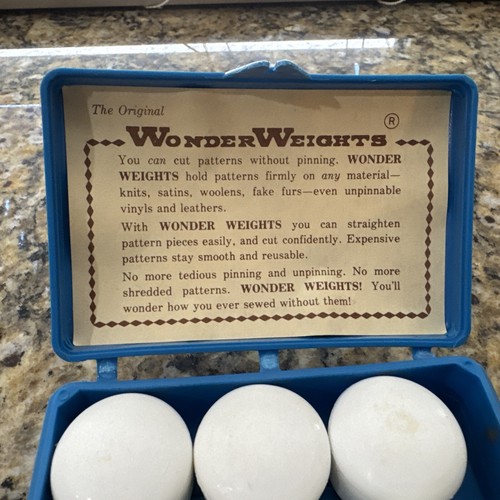 The Original
WONDERWEIGHTS ®
You can cut patterns without pinning. WONDER
WEIGHTS hold patterns firmly on any material—
knits, satins, woolens, fake furs—even unpinnable
vinyls and leathers.
With WONDER WEIGHTS you can straighten
pattern pieces easily, and cut confidently. Expensive
patterns stay smooth and reusable.
No more tedious pinning and unpinning. No more
shredded patterns. WONDER WEIGHTS! You'll
wonder how you ever sewed without them!